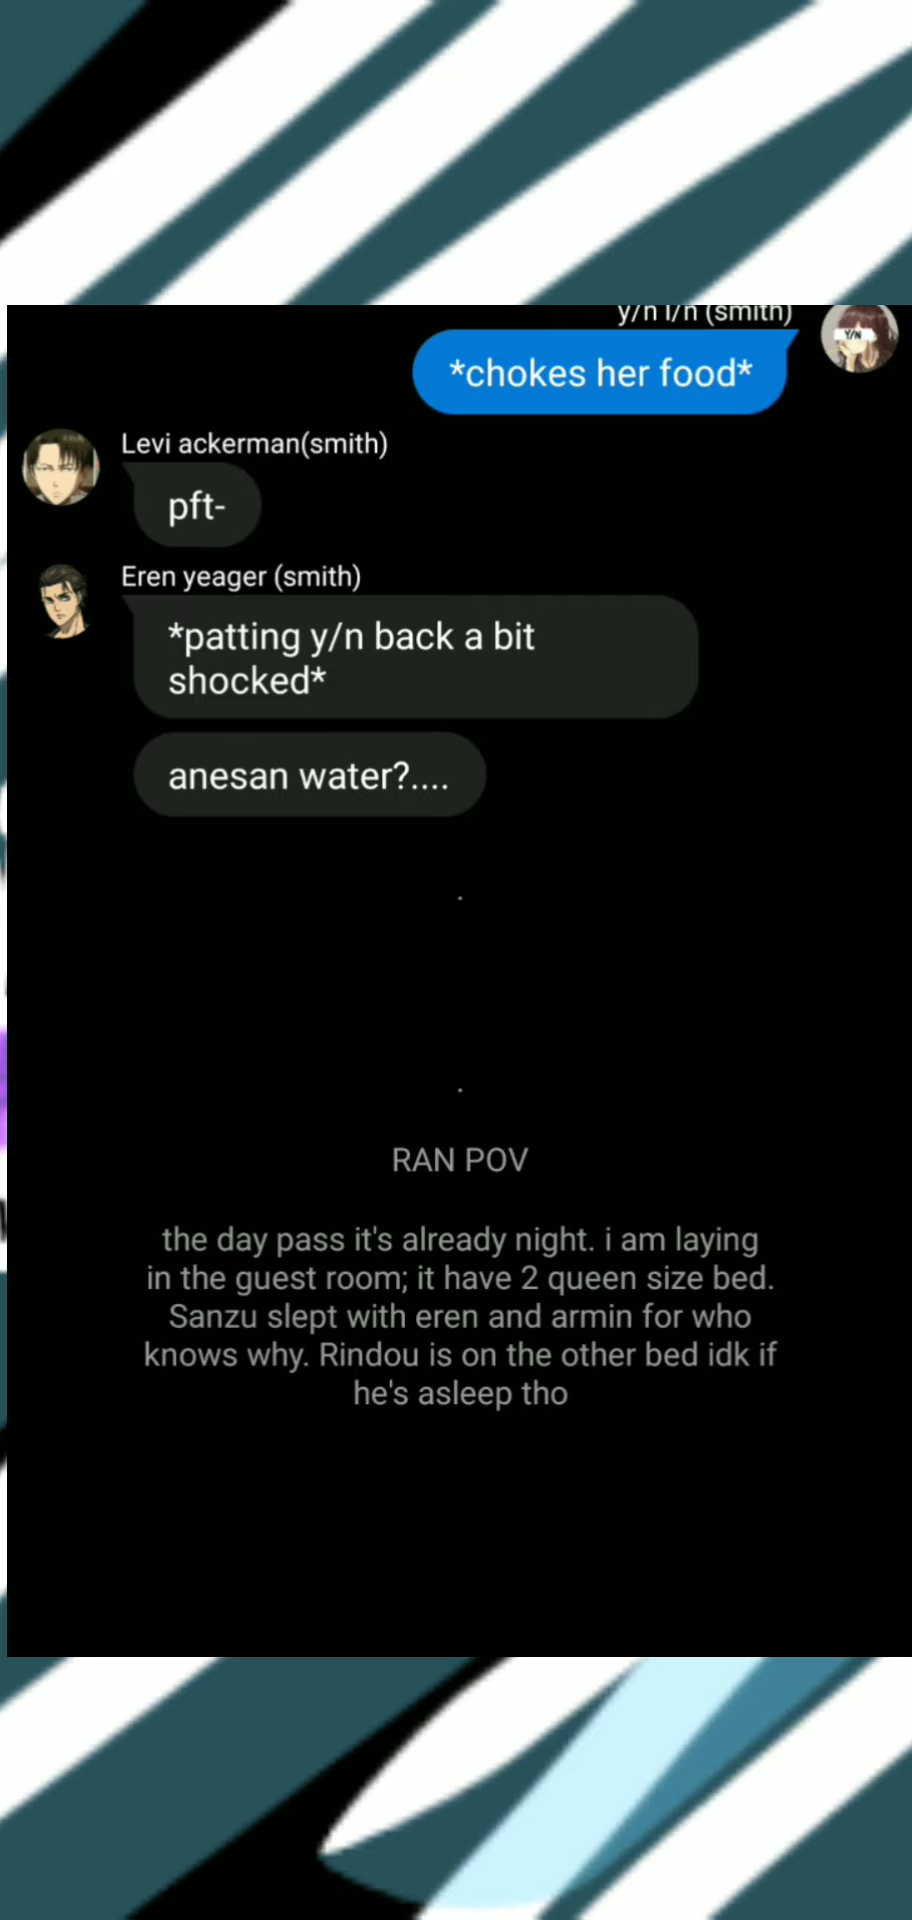 y/n l/n (smith)
Y/N
*chokes her food*
Levi ackerman(smith)
pft-
Eren yeager (smith)
*patting y/n back a bit
shocked*
anesan water?....
.
.
RAN POV
the day pass it's already night. i am laying
in the guest room; it have 2 queen size bed.
Sanzu slept with eren and armin for who
knows why. Rindou is on the other bed idk if
he's asleep tho